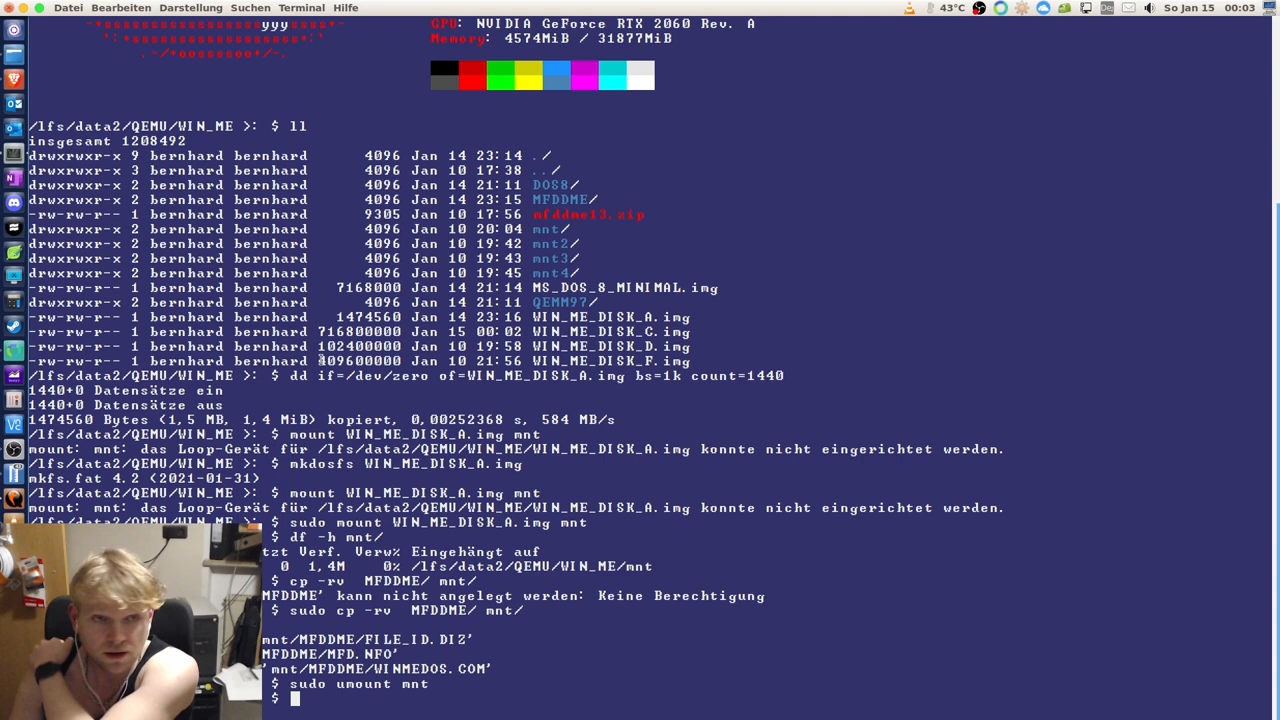 Datei Bearbeiten Darstellung Suchen Terminal Hilfe 43°C De So Jan 15 00:03
GPU: NVIDIA GeForce RTX 2060 Rev. A
Memory: 4574MiB / 31877MiB
/lfs/data2/QEMU/WIN_ME >: $ ll
insgesamt 1208492
drwxrwxr-x 9 bernhard bernhard 4096 Jan 14 23:14 ./
drwxrwxr-x 3 bernhard bernhard 4096 Jan 10 17:38 ../
drwxrwxr-x 2 bernhard bernhard 4096 Jan 14 21:11 DOS8/
drwxrwxr-x 2 bernhard bernhard 4096 Jan 14 23:15 MFDDME/
-rw-rw-r-- 1 bernhard bernhard 9305 Jan 10 17:56 mfddme13.zip
drwxrwxr-x 2 bernhard bernhard 4096 Jan 10 20:04 mnt/
drwxrwxr-x 2 bernhard bernhard 4096 Jan 10 19:42 mnt2/
drwxrwxr-x 2 bernhard bernhard 4096 Jan 10 19:43 mnt3/
drwxrwxr-x 2 bernhard bernhard 4096 Jan 10 19:45 mnt4/
-rw-rw-r-- 1 bernhard bernhard 7168000 Jan 14 21:14 MS_DOS_8_MINIMAL.img
drwxrwxr-x 2 bernhard bernhard 4096 Jan 14 21:11 QEMM97/
-rw-rw-r-- 1 bernhard bernhard 1474560 Jan 14 23:16 WIN_ME_DISK_A.img
-rw-rw-r-- 1 bernhard bernhard 716800000 Jan 15 00:02 WIN_ME_DISK_C.img
-rw-rw-r-- 1 bernhard bernhard 102400000 Jan 10 19:58 WIN_ME_DISK_D.img
-rw-rw-r-- 1 bernhard bernhard 409600000 Jan 10 21:56 WIN_ME_DISK_F.img
/lfs/data2/QEMU/WIN_ME >: $ dd if=/dev/zero of=WIN_ME_DISK_A.img bs=1k count=1440
1440+0 Datensätze ein
1440+0 Datensätze aus
1474560 Bytes (1,5 MB, 1,4 MiB) kopiert, 0,00252368 s, 584 MB/s
/lfs/data2/QEMU/WIN_ME >: $ mount WIN_ME_DISK_A.img mnt
mount: mnt: das Loop-Gerät für /lfs/data2/QEMU/WIN_ME/WIN_ME_DISK_A.img konnte nicht eingerichtet werden.
/lfs/data2/QEMU/WIN_ME >: $ mkdosfs WIN_ME_DISK_A.img
mkfs.fat 4.2 (2021-01-31)
/lfs/data2/QEMU/WIN_ME >: $ mount WIN_ME_DISK_A.img mnt
mount: mnt: das Loop-Gerät für /lfs/data2/QEMU/WIN_ME/WIN_ME_DISK_A.img konnte nicht eingerichtet werden.
/lfs/data2/QEMU/WIN_ME >: $ sudo mount WIN_ME_DISK_A.img mnt
$ df -h mnt/
tzt Verf. Verw% Eingehängt auf
0 1,4M 0% /lfs/data2/QEMU/WIN_ME/mnt
$ cp -rv MFDDME/ mnt/
MFDDME' kann nicht angelegt werden: Keine Berechtigung
$ sudo cp -rv MFDDME/ mnt/
mnt/MFDDME/FILE_ID.DIZ'
MFDDME/MFD.NFO'
'mnt/MFDDME/WINMEDOS.COM'
$ sudo umount mnt
$